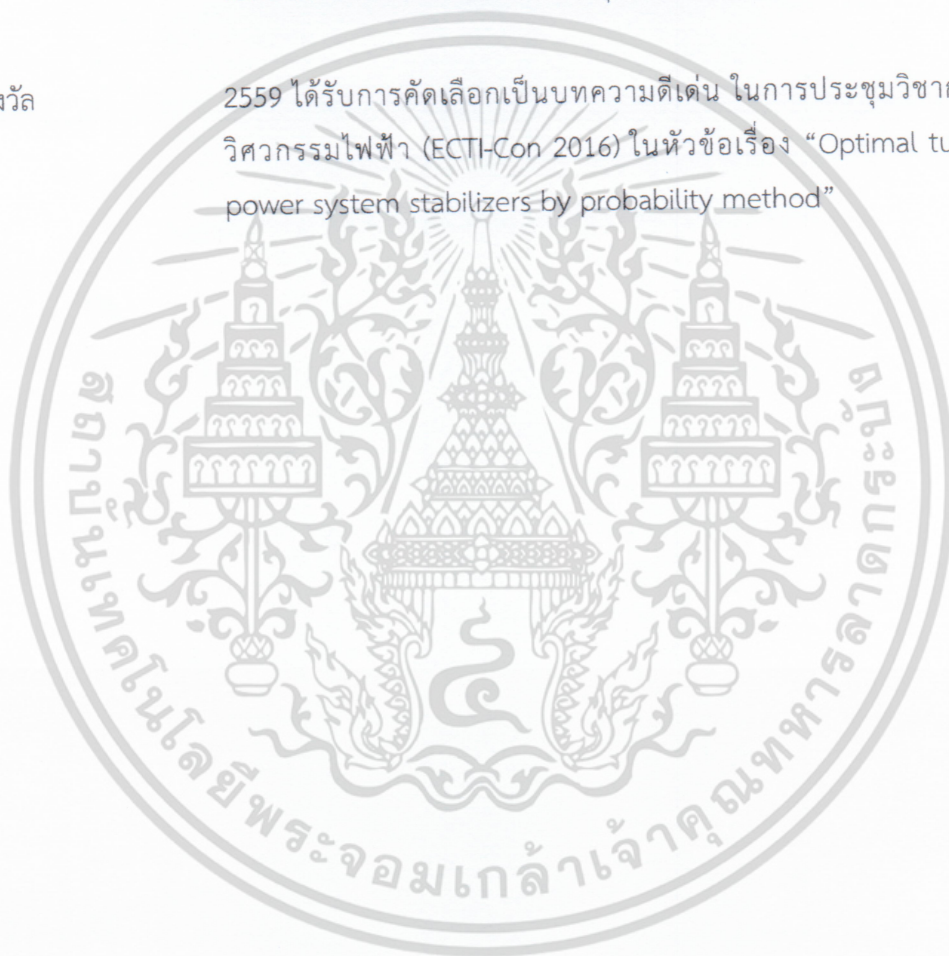 งวัล 2559 ได้รับการคัดเลือกเป็นบทความดีเด่น ในการประชุม
วิศวกรรมไฟฟ้า (ECTI-Con 2016) ในหัวข้อเรื่อง “Optimal
power system stabilizers by probability method”
สถาบันเทคโนโลยีพระจอมเกล้าเจ้าคุณทหารลาดกระบัง